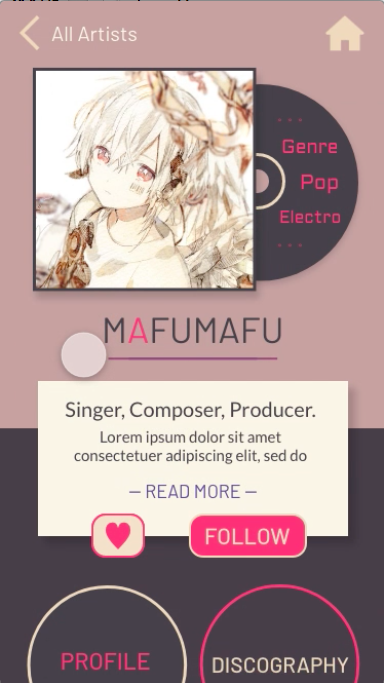 All Artists
Genre
Pop
Electro
MAFUMAFU
Singer, Composer, Producer.
Lorem ipsum dolor sit amet
consectetuer adipiscing elit, sed do
— READ MORE —
FOLLOW
PROFILE
DISCOGRAPHY